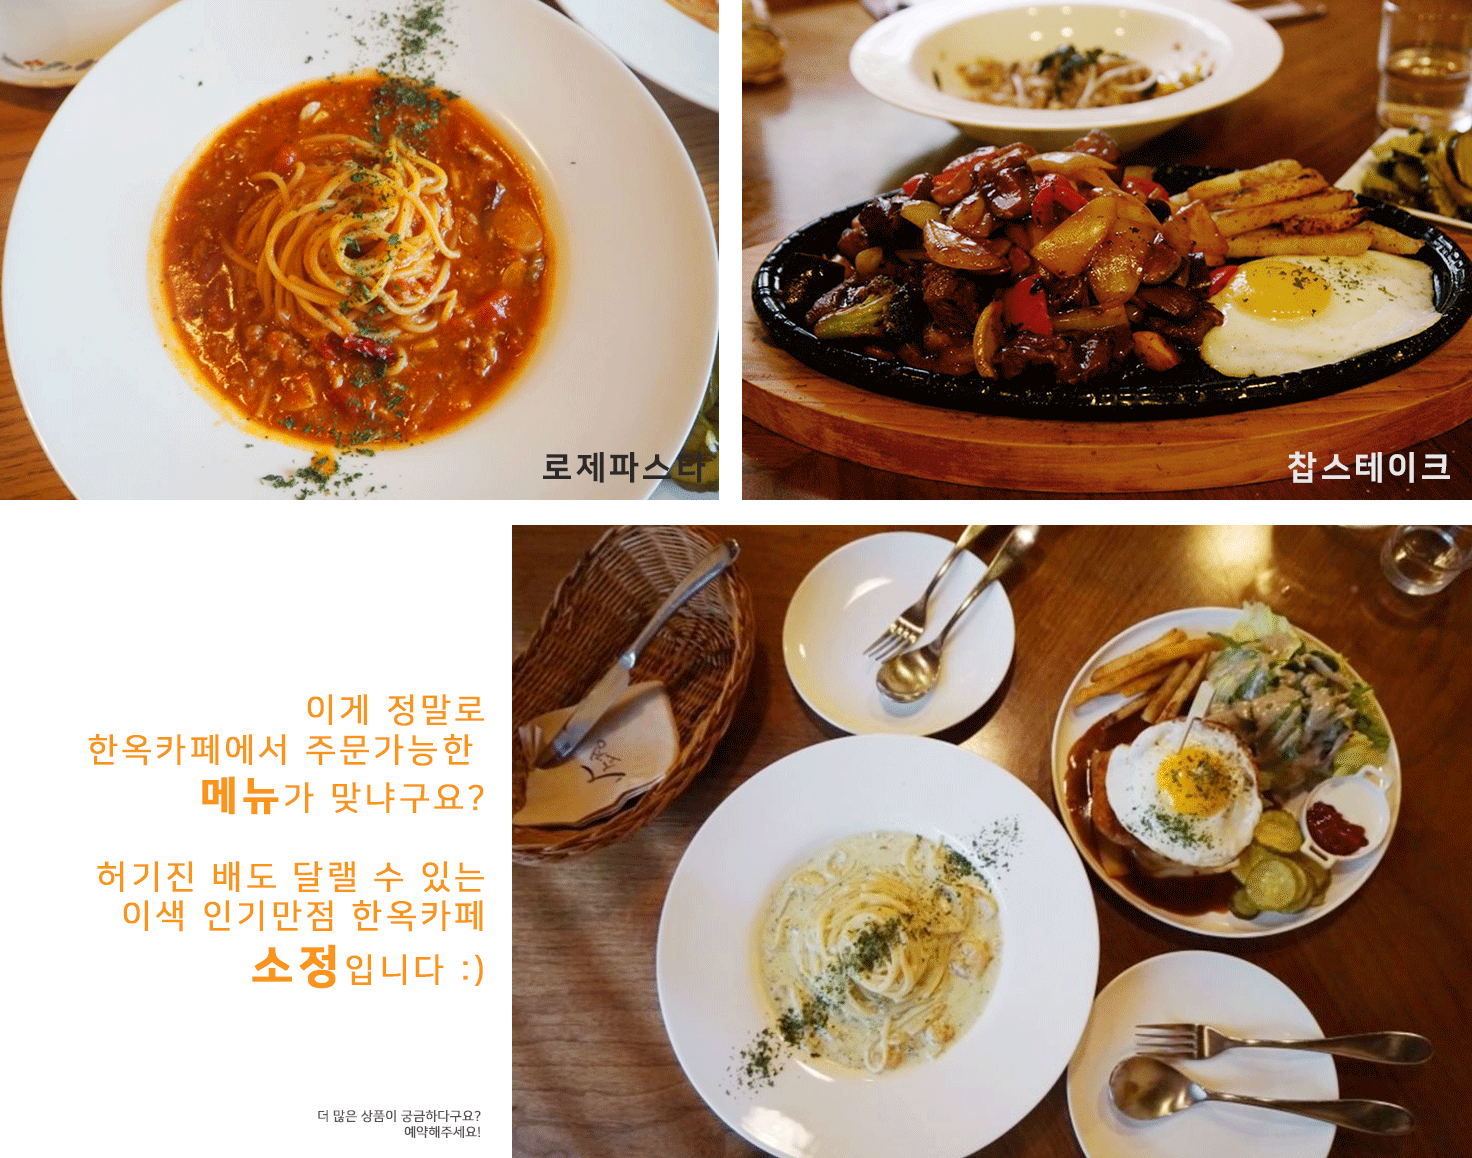 로제파스타
찹스테이크
이게 정말로
한옥카페에서 주문가능한
메뉴가 맞냐구요?
허기진 배도 달랠 수 있는
이색 인기만점 한옥카페
소정입니다 :)
더 많은 상품이 궁금하다구요?
예약해주세요!